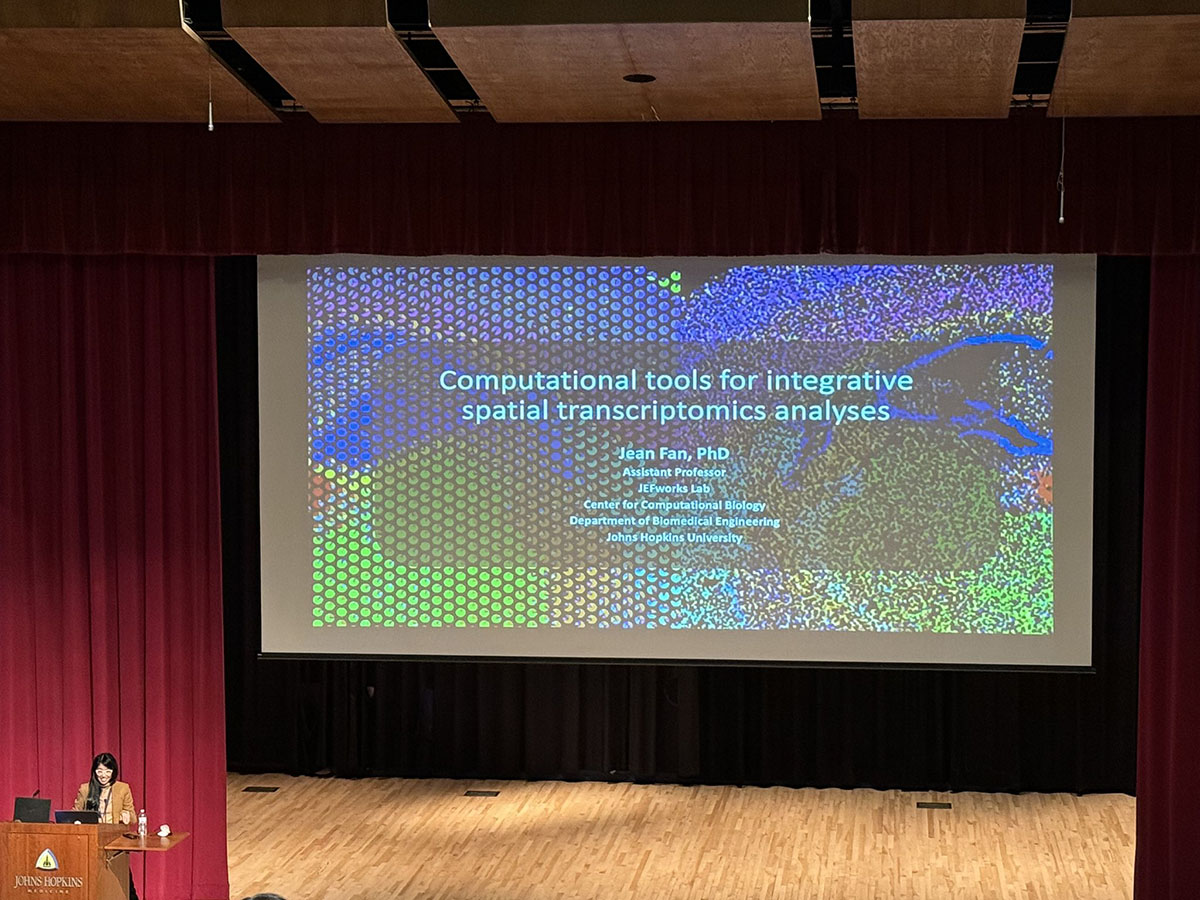 Computational tools for integrative
spatial transcriptomics analyses
Jean Fan, PhD
Assistant Professor
JEFworks Lab
Center for Computational Biology
Department of Biomedical Engineering
Johns Hopkins University
JOHNS HOPKINS
MEDICINE